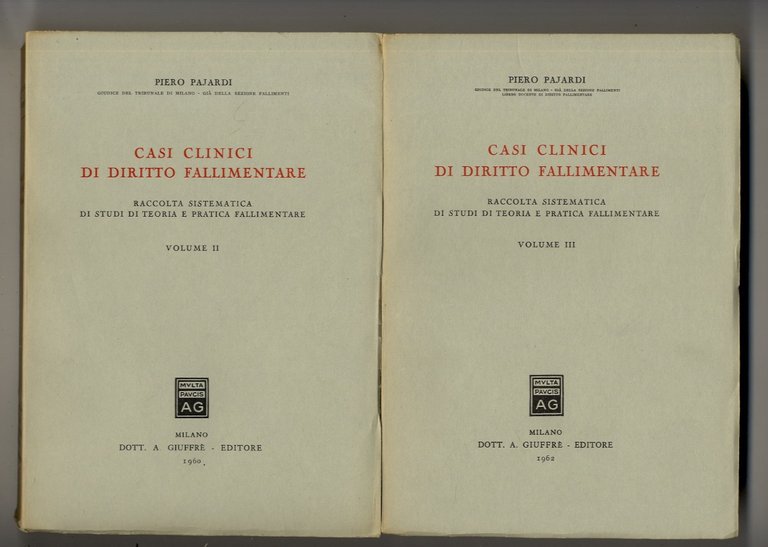 PIERO PAJARDI
GIUDICE DEL TRIBUNALE DI MILANO - GIÀ DELLA SEZIONE FALLIMENTI
CASI CLINICI
DI DIRITTO FALLIMENTARE
RACCOLTA SISTEMATICA
DI STUDI DI TEORIA E PRATICA FALLIMENTARE
VOLUME II
MVLTA
PAVCIS
AG
MILANO
DOTT. A. GIUFFRÈ - EDITORE
1960
PIERO PAJARDI
GIUDICE DEL TRIBUNALE DI MILANO - GIÀ DELLA SEZIONE FALLIMENTI
LIBERO DOCENTE DI DIRITTO FALLIMENTARE
CASI CLINICI
DI DIRITTO FALLIMENTARE
RACCOLTA SISTEMATICA
DI STUDI DI TEORIA E PRATICA FALLIMENTARE
VOLUME III
MVLTA
PAVCIS
AG
MILANO
DOTT. A. GIUFFRÈ - EDITORE
1962